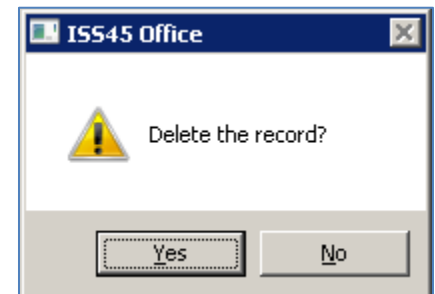 ISS45 Office
Delete the record?
Yes
No